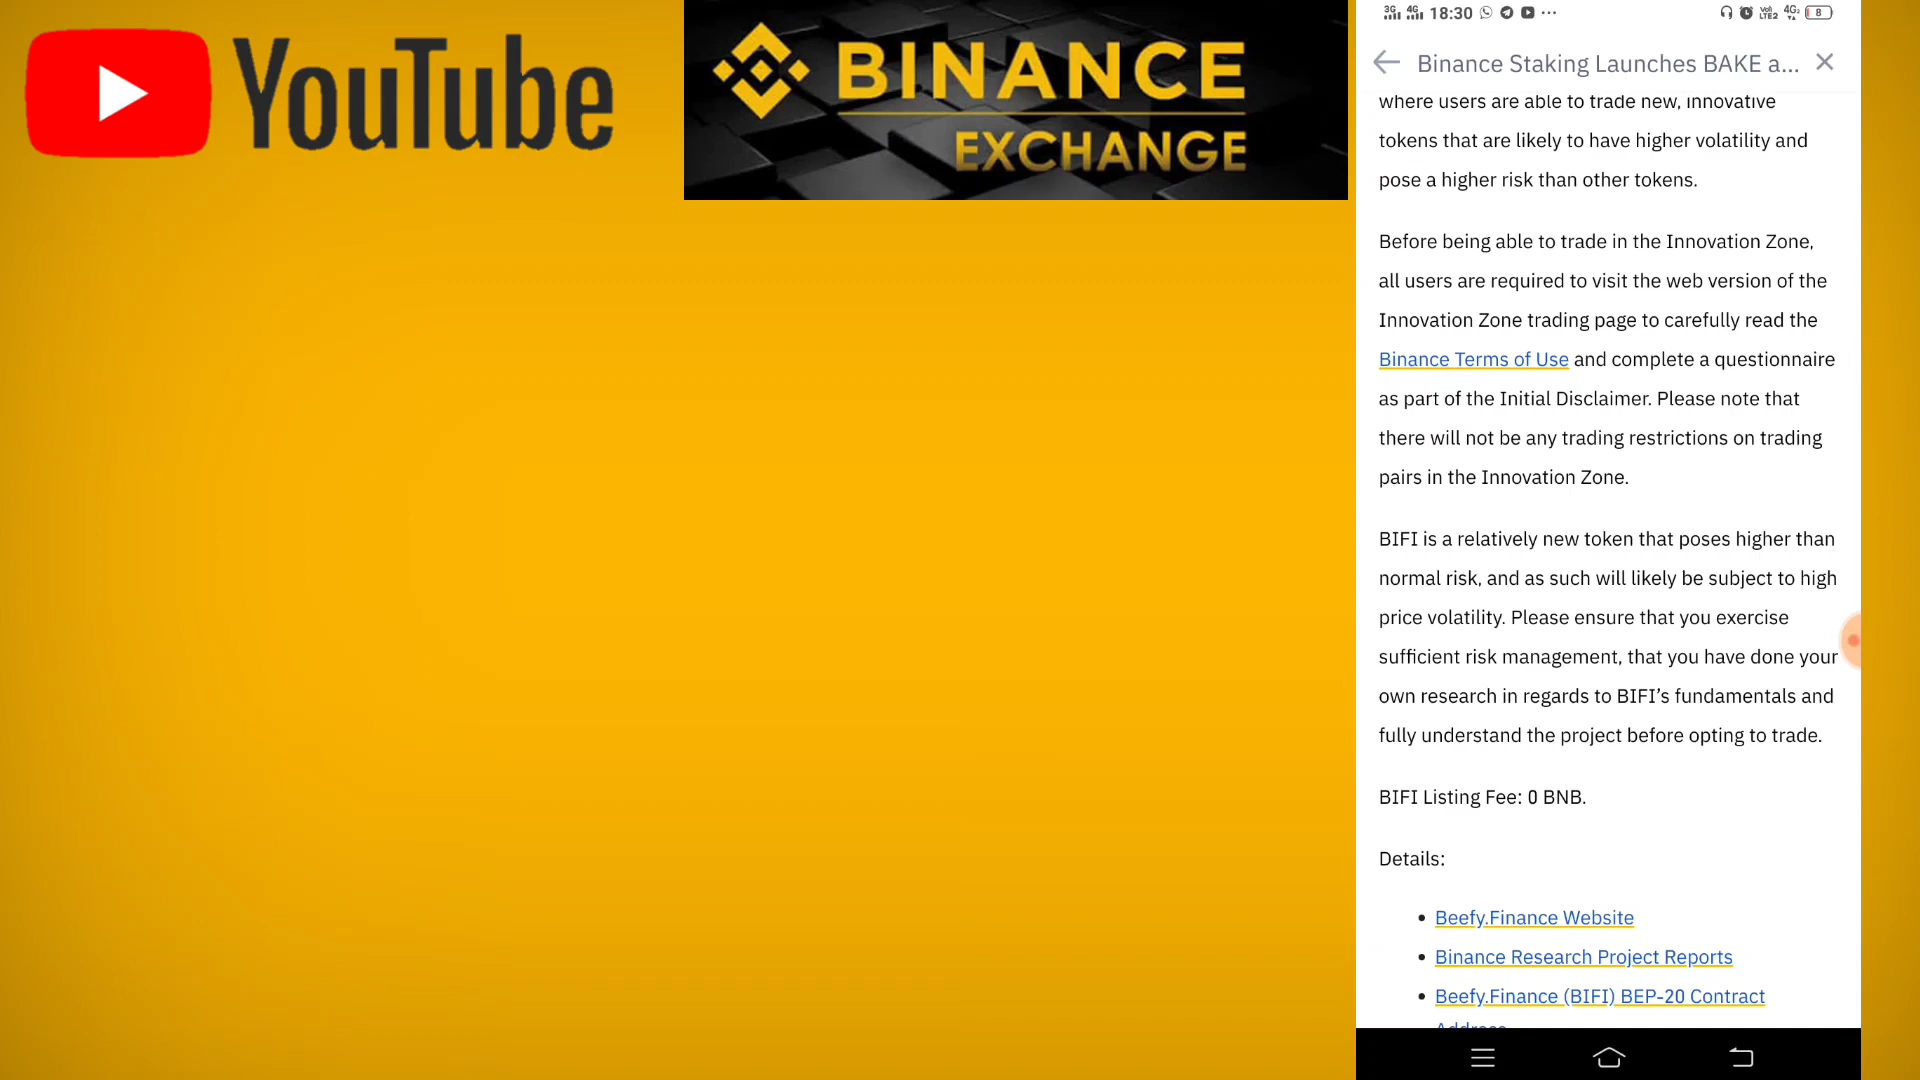 YouTube
BINANCE
EXCHANGE
3G 4G 18:30 ··· VoLTE2 4G 8
Binance Staking Launches BAKE a...
where users are able to trade new, innovative
tokens that are likely to have higher volatility and
pose a higher risk than other tokens.
Before being able to trade in the Innovation Zone,
all users are required to visit the web version of the
Innovation Zone trading page to carefully read the
Binance Terms of Use and complete a questionnaire
as part of the Initial Disclaimer. Please note that
there will not be any trading restrictions on trading
pairs in the Innovation Zone.
BIFI is a relatively new token that poses higher than
normal risk, and as such will likely be subject to high
price volatility. Please ensure that you exercise
sufficient risk management, that you have done your
own research in regards to BIFI’s fundamentals and
fully understand the project before opting to trade.
BIFI Listing Fee: 0 BNB.
Details:
• Beefy.Finance Website
• Binance Research Project Reports
• Beefy.Finance (BIFI) BEP-20 Contract
Address